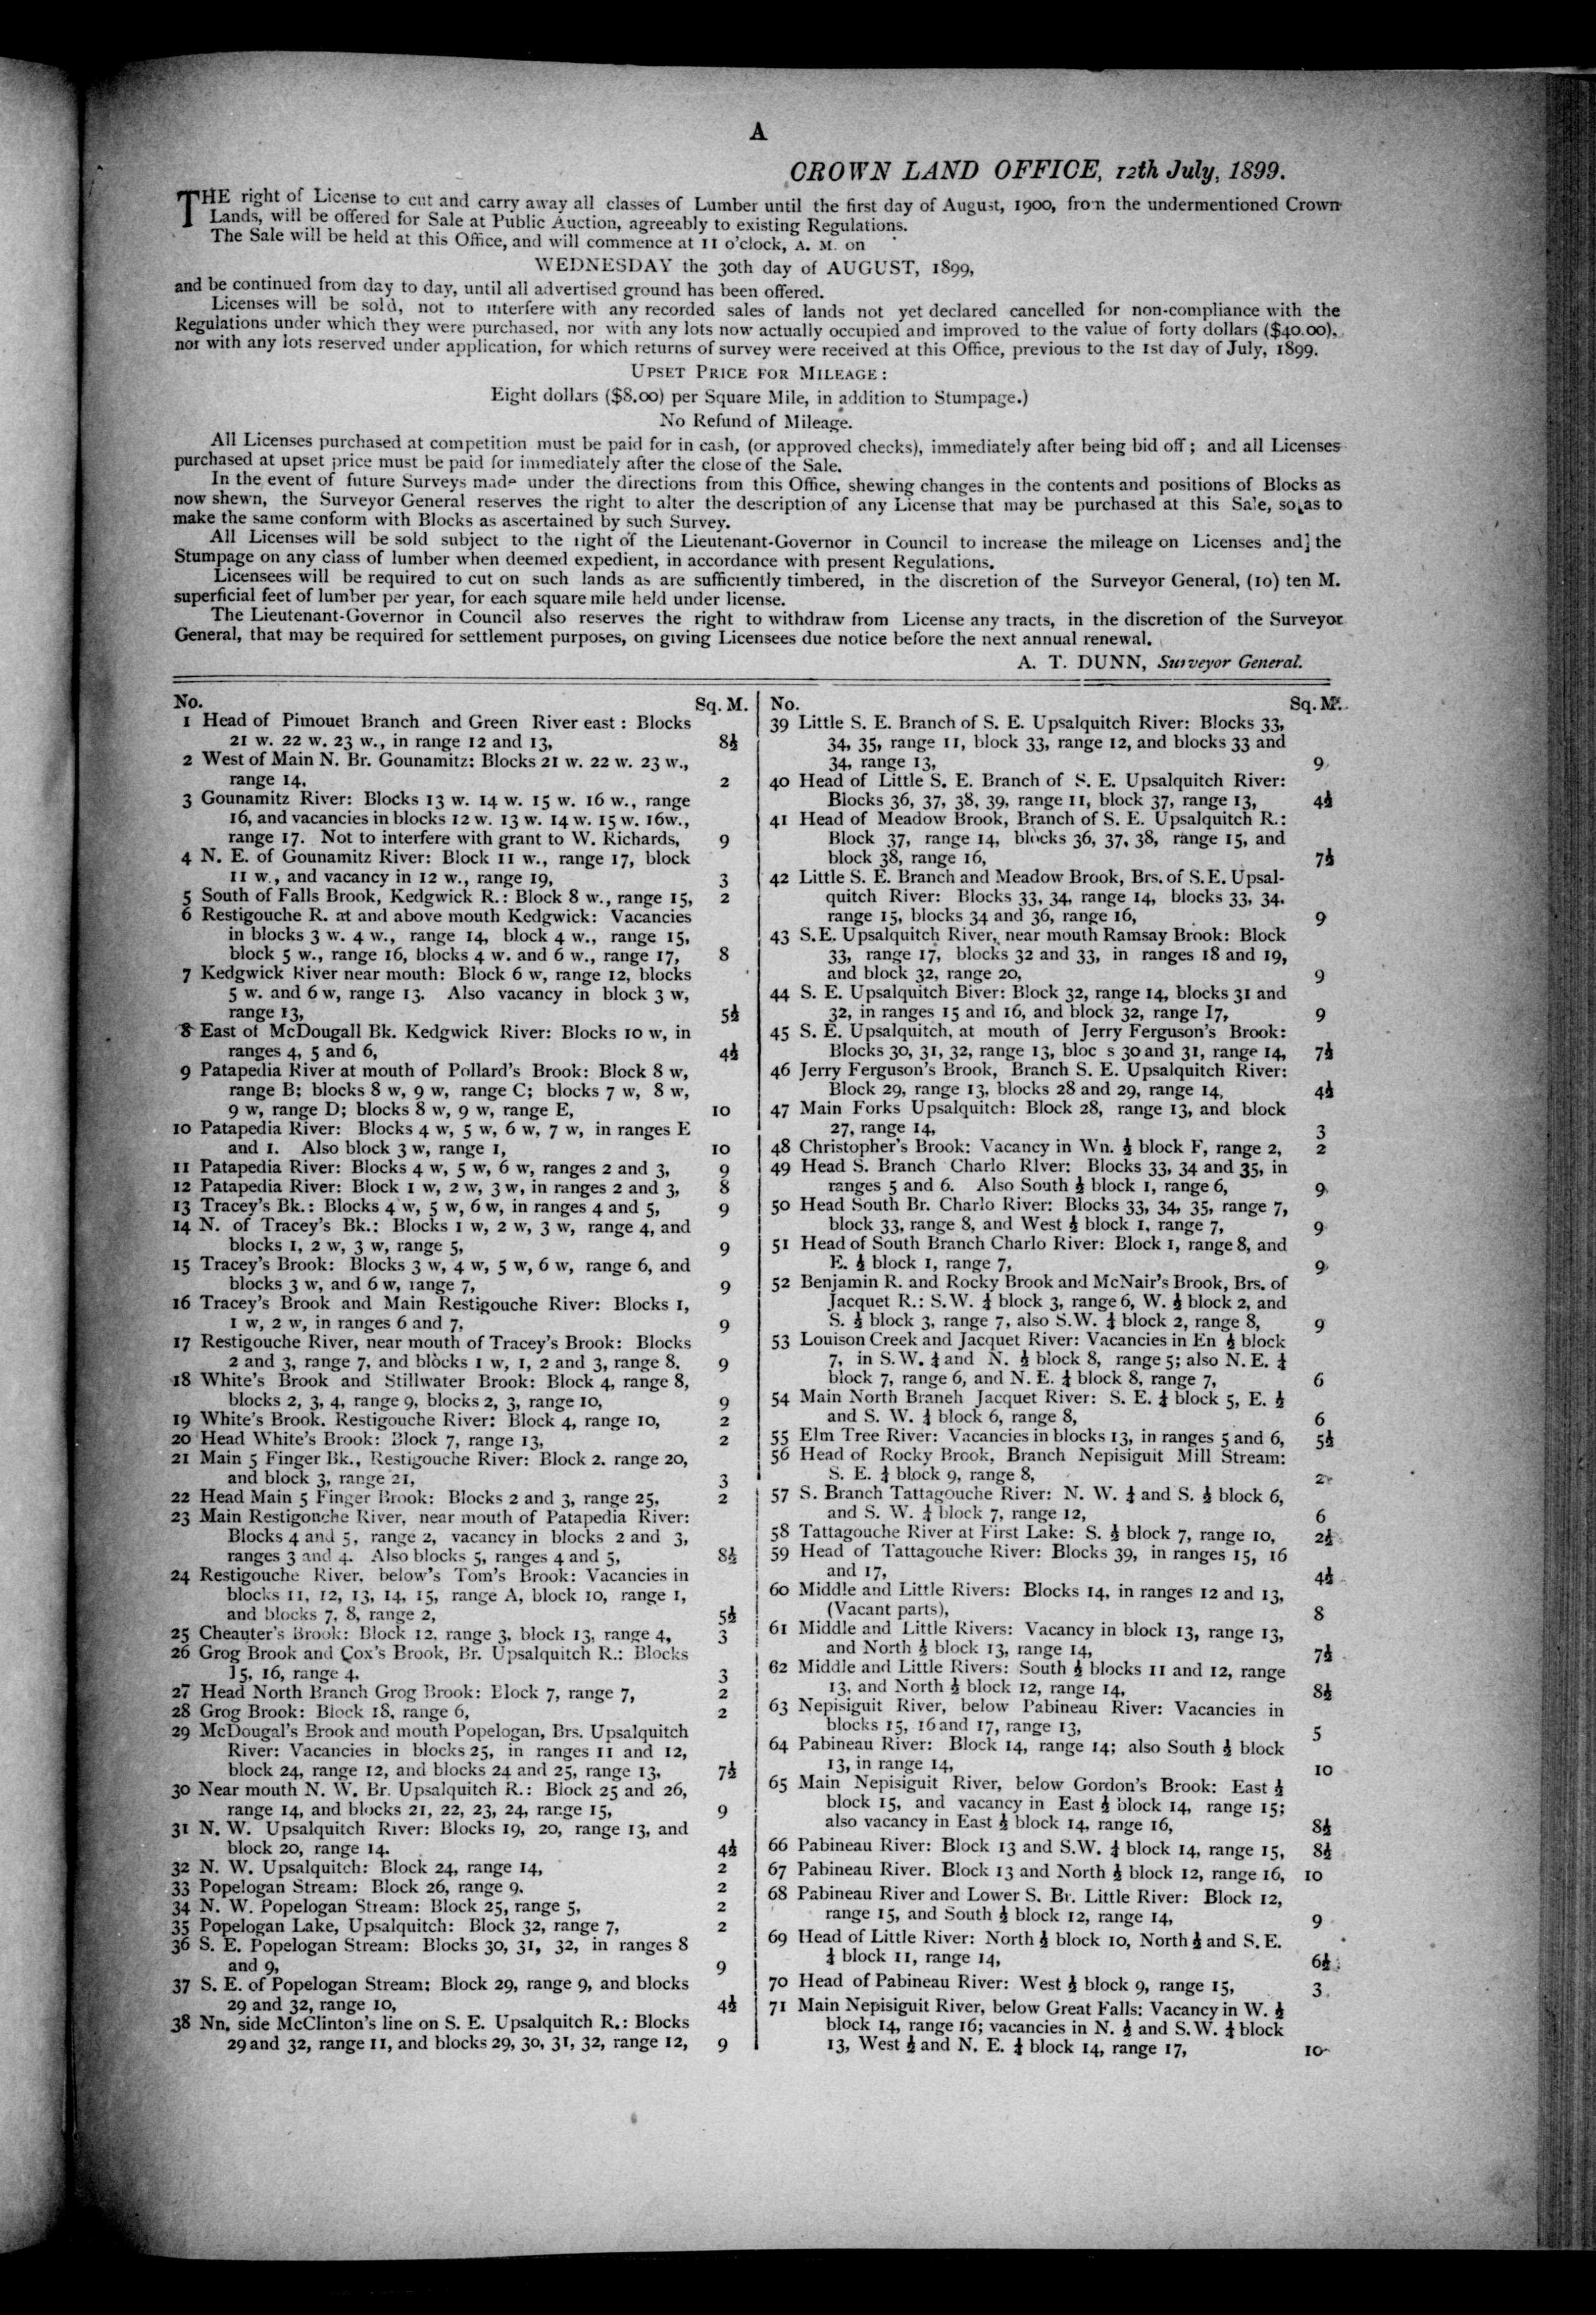 A
CROWN LAND OFFICE, 12th July, 1899.
THE right of License to cut and carry away all classes of Lumber until the first day of August, 1900, from the undermentioned Crown
Lands, will be offered for Sale at Public Auction, agreeably to existing Regulations.
The Sale will be held at this Office, and will commence at 11 o'clock, A. M. on
WEDNESDAY the 30th day of AUGUST, 1899,
and be continued from day to day, until all advertised ground has been offered.
Licenses will be sold, not to interfere with any recorded sales of lands not yet declared cancelled for non-compliance with the
Regulations under which they were purchased, nor with any lots now actually occupied and improved to the value of forty dollars ($40.00),
nor with any lots reserved under application, for which returns of survey were received at this Office, previous to the 1st day of July, 1899.
UPSET PRICE FOR MILEAGE:
Eight dollars ($8.00) per Square Mile, in addition to Stumpage.)
No Refund of Mileage.
All Licenses purchased at competition must be paid for in cash, (or approved checks), immediately after being bid off; and all Licenses
purchased at upset price must be paid for immediately after the close of the Sale.
In the event of future Surveys made under the directions from this Office, shewing changes in the contents and positions of Blocks as
now shewn, the Surveyor General reserves the right to alter the description of any License that may be purchased at this Sale, so as to
make the same conform with Blocks as ascertained by such Survey.
All Licenses will be sold subject to the right of the Lieutenant-Governor in Council to increase the mileage on Licenses and] the
Stumpage on any class of lumber when deemed expedient, in accordance with present Regulations.
Licensees will be required to cut on such lands as are sufficiently timbered, in the discretion of the Surveyor General, (10) ten M.
superficial feet of lumber per year, for each square mile held under license.
The Lieutenant-Governor in Council also reserves the right to withdraw from License any tracts, in the discretion of the Surveyor
General, that may be required for settlement purposes, on giving Licensees due notice before the next annual renewal.
A. T. DUNN, Surveyor General.
No. Sq. M.
1 Head of Pimouet Branch and Green River east: Blocks
21 w. 22 w. 23 w., in range 12 and 13, 8½
2 West of Main N. Br. Gounamitz: Blocks 21 w. 22 w. 23 w.,
range 14, 2
3 Gounamitz River: Blocks 13 w. 14 w. 15 w. 16 w., range
16, and vacancies in blocks 12 w. 13 w. 14 w. 15 w. 16w.,
range 17. Not to interfere with grant to W. Richards, 9
4 N. E. of Gounamitz River: Block 11 w., range 17, block
11 w., and vacancy in 12 w., range 19, 3
5 South of Falls Brook, Kedgwick R.: Block 8 w., range 15, 2
6 Restigouche R. at and above mouth Kedgwick: Vacancies
in blocks 3 w. 4 w., range 14, block 4 w., range 15,
block 5 w., range 16, blocks 4 w. and 6 w., range 17, 8
7 Kedgwick River near mouth: Block 6 w, range 12, blocks
5 w. and 6 w, range 13. Also vacancy in block 3 w,
range 13, 5½
8 East of McDougall Bk. Kedgwick River: Blocks 10 w, in
ranges 4, 5 and 6, 4½
9 Patapedia River at mouth of Pollard's Brook: Block 8 w,
range B; blocks 8 w, 9 w, range C; blocks 7 w, 8 w,
9 w, range D; blocks 8 w, 9 w, range E, 10
10 Patapedia River: Blocks 4 w, 5 w, 6 w, 7 w, in ranges E
and 1. Also block 3 w, range 1, 10
11 Patapedia River: Blocks 4 w, 5 w, 6 w, ranges 2 and 3, 9
12 Patapedia River: Block 1 w, 2 w, 3 w, in ranges 2 and 3, 8
13 Tracey's Bk.: Blocks 4 w, 5 w, 6 w, in ranges 4 and 5, 9
14 N. of Tracey's Bk.: Blocks 1 w, 2 w, 3 w, range 4, and
blocks 1, 2 w, 3 w, range 5, 9
15 Tracey's Brook: Blocks 3 w, 4 w, 5 w, 6 w, range 6, and
blocks 3 w, and 6 w, range 7, 9
16 Tracey's Brook and Main Restigouche River: Blocks 1,
1 w, 2 w, in ranges 6 and 7, 9
17 Restigouche River, near mouth of Tracey's Brook: Blocks
2 and 3, range 7, and blocks 1 w, 1, 2 and 3, range 8. 9
18 White's Brook and Stillwater Brook: Block 4, range 8,
blocks 2, 3, 4, range 9, blocks 2, 3, range 10, 9
19 White's Brook. Restigouche River: Block 4, range 10, 2
20 Head White's Brook: Block 7, range 13, 2
21 Main 5 Finger Bk., Restigouche River: Block 2. range 20,
and block 3, range 21, 3
22 Head Main 5 Finger Brook: Blocks 2 and 3, range 25, 2
23 Main Restigouche River, near mouth of Patapedia River:
Blocks 4 and 5, range 2, vacancy in blocks 2 and 3,
ranges 3 and 4. Also blocks 5, ranges 4 and 5, 8½
24 Restigouche River, below's Tom's Brook: Vacancies in
blocks 11, 12, 13, 14, 15, range A, block 10, range 1,
and blocks 7, 8, range 2, 5½
25 Cheauter's Brook: Block 12, range 3, block 13, range 4, 3
26 Grog Brook and Cox's Brook, Br. Upsalquitch R.: Blocks
15, 16, range 4, 3
27 Head North Branch Grog Brook: Block 7, range 7, 2
28 Grog Brook: Block 18, range 6, 2
29 McDougal's Brook and mouth Popelogan, Brs. Upsalquitch
River: Vacancies in blocks 25, in ranges 11 and 12,
block 24, range 12, and blocks 24 and 25, range 13, 7½
30 Near mouth N. W. Br. Upsalquitch R.: Block 25 and 26,
range 14, and blocks 21, 22, 23, 24, range 15, 9
31 N. W. Upsalquitch River: Blocks 19, 20, range 13, and
block 20, range 14. 4½
32 N. W. Upsalquitch: Block 24, range 14, 2
33 Popelogan Stream: Block 26, range 9. 2
34 N. W. Popelogan Stream: Block 25, range 5, 2
35 Popelogan Lake, Upsalquitch: Block 32, range 7, 2
36 S. E. Popelogan Stream: Blocks 30, 31, 32, in ranges 8
and 9, 9
37 S. E. of Popelogan Stream: Block 29, range 9, and blocks
29 and 32, range 10, 4½
38 Nn. side McClinton's line on S. E. Upsalquitch R.: Blocks
29 and 32, range 11, and blocks 29, 30, 31, 32, range 12, 9
No. Sq. M.
39 Little S. E. Branch of S. E. Upsalquitch River: Blocks 33,
34, 35, range 11, block 33, range 12, and blocks 33 and
34, range 13, 9
40 Head of Little S. E. Branch of S. E. Upsalquitch River:
Blocks 36, 37, 38, 39, range 11, block 37, range 13, 4½
41 Head of Meadow Brook, Branch of S. E. Upsalquitch R.:
Block 37, range 14, blocks 36, 37, 38, range 15, and
block 38, range 16, 7½
42 Little S. E. Branch and Meadow Brook, Brs. of S. E. Upsal-
quitch River: Blocks 33, 34, range 14, blocks 33, 34,
range 15, blocks 34 and 36, range 16, 9
43 S. E. Upsalquitch River, near mouth Ramsay Brook: Block
33, range 17, blocks 32 and 33, in ranges 18 and 19,
and block 32, range 20, 9
44 S. E. Upsalquitch Biver: Block 32, range 14, blocks 31 and
32, in ranges 15 and 16, and block 32, range 17, 9
45 S. E. Upsalquitch, at mouth of Jerry Ferguson's Brook:
Blocks 30, 31, 32, range 13, bloc s 30 and 31, range 14, 7½
46 Jerry Ferguson's Brook, Branch S. E. Upsalquitch River:
Block 29, range 13, blocks 28 and 29, range 14, 4½
47 Main Forks Upsalquitch: Block 28, range 13, and block
27, range 14, 3
48 Christopher's Brook: Vacancy in Wn. ½ block F, range 2, 2
49 Head S. Branch Charlo RIver: Blocks 33, 34 and 35, in
ranges 5 and 6. Also South ½ block 1, range 6, 9
50 Head South Br. Charlo River: Blocks 33, 34, 35, range 7,
block 33, range 8, and West ½ block 1, range 7, 9
51 Head of South Branch Charlo River: Block 1, range 8, and
E. ½ block 1, range 7, 9
52 Benjamin R. and Rocky Brook and McNair's Brook, Brs. of
Jacquet R.: S. W. ¼ block 3, range 6, W. ½ block 2, and
S. ½ block 3, range 7, also S. W. ¼ block 2, range 8, 9
53 Louison Creek and Jacquet River: Vacancies in En ½ block
7, in S. W. ¼ and N. ½ block 8, range 5; also N. E. ¼
block 7, range 6, and N. E. ¼ block 8, range 7, 6
54 Main North Braneh Jacquet River: S. E. ¼ block 5, E. ½
and S. W. ¼ block 6, range 8, 6
55 Elm Tree River: Vacancies in blocks 13, in ranges 5 and 6, 5½
56 Head of Rocky Brook, Branch Nepisiguit Mill Stream:
S. E. ¼ block 9, range 8, 2
57 S. Branch Tattagouche River: N. W. ¼ and S. ½ block 6,
and S. W. ¼ block 7, range 12, 6
58 Tattagouche River at First Lake: S. ½ block 7, range 10, 2½
59 Head of Tattagouche River: Blocks 39, in ranges 15, 16
and 17, 4½
60 Middle and Little Rivers: Blocks 14, in ranges 12 and 13,
(Vacant parts), 8
61 Middle and Little Rivers: Vacancy in block 13, range 13,
and North ½ block 13, range 14, 7½
62 Middle and Little Rivers: South ½ blocks 11 and 12, range
13, and North ½ block 12, range 14, 8½
63 Nepisiguit River, below Pabineau River: Vacancies in
blocks 15, 16 and 17, range 13, 5
64 Pabineau River: Block 14, range 14; also South ½ block
13, in range 14, 10
65 Main Nepisiguit River, below Gordon's Brook: East ½
block 15, and vacancy in East ½ block 14, range 15;
also vacancy in East ½ block 14, range 16, 8½
66 Pabineau River: Block 13 and S.W. ¼ block 14, range 15, 8½
67 Pabineau River. Block 13 and North ½ block 12, range 16, 10
68 Pabineau River and Lower S. Br. Little River: Block 12,
range 15, and South ½ block 12, range 14, 9
69 Head of Little River: North ½ block 10, North ½ and S. E.
¼ block 11, range 14, 6½
70 Head of Pabineau River: West ½ block 9, range 15, 3
71 Main Nepisiguit River, below Great Falls: Vacancy in W. ½
block 14, range 16; vacancies in N. ½ and S. W. ¼ block
13, West ½ and N. E. ¼ block 14, range 17, 10